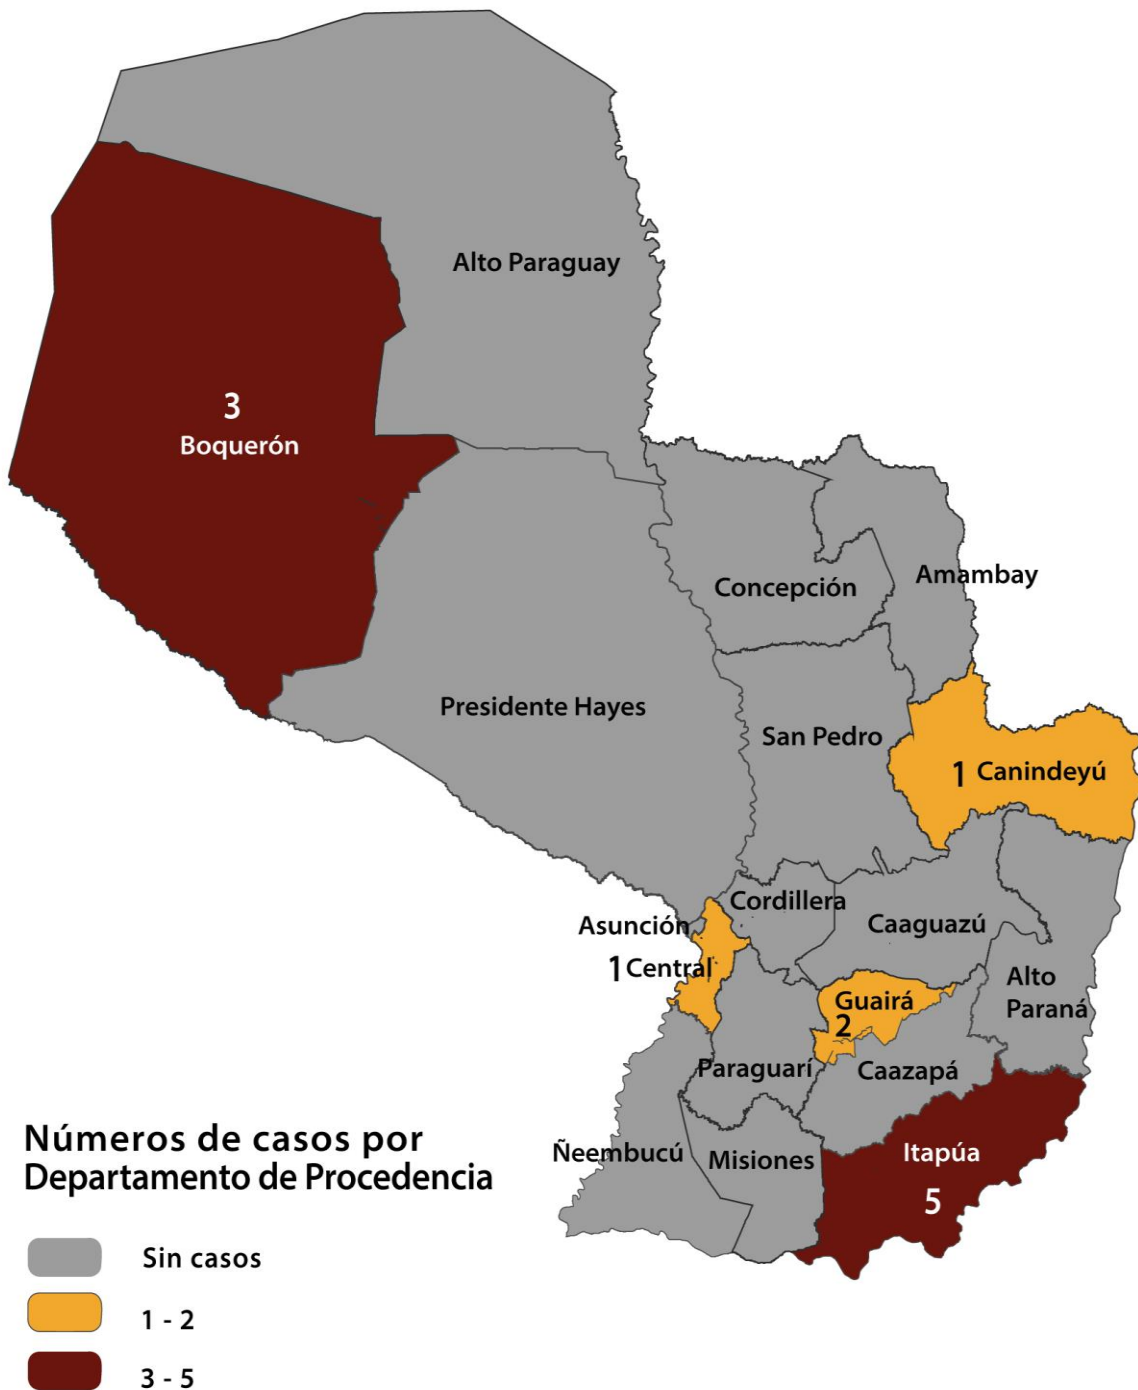 Alto Paraguay
3
Boquerón
Concepción
Amambay
Presidente Hayes
San Pedro
1 Canindeyú
Cordillera
Asunción
Caaguazú
1 Central
Alto
Paraná
Guairá
2
Paraguarí
Caazapá
Ñeembucú
Misiones
Itapúa
5
Números de casos por
Departamento de Procedencia
Sin casos
1 - 2
3 - 5